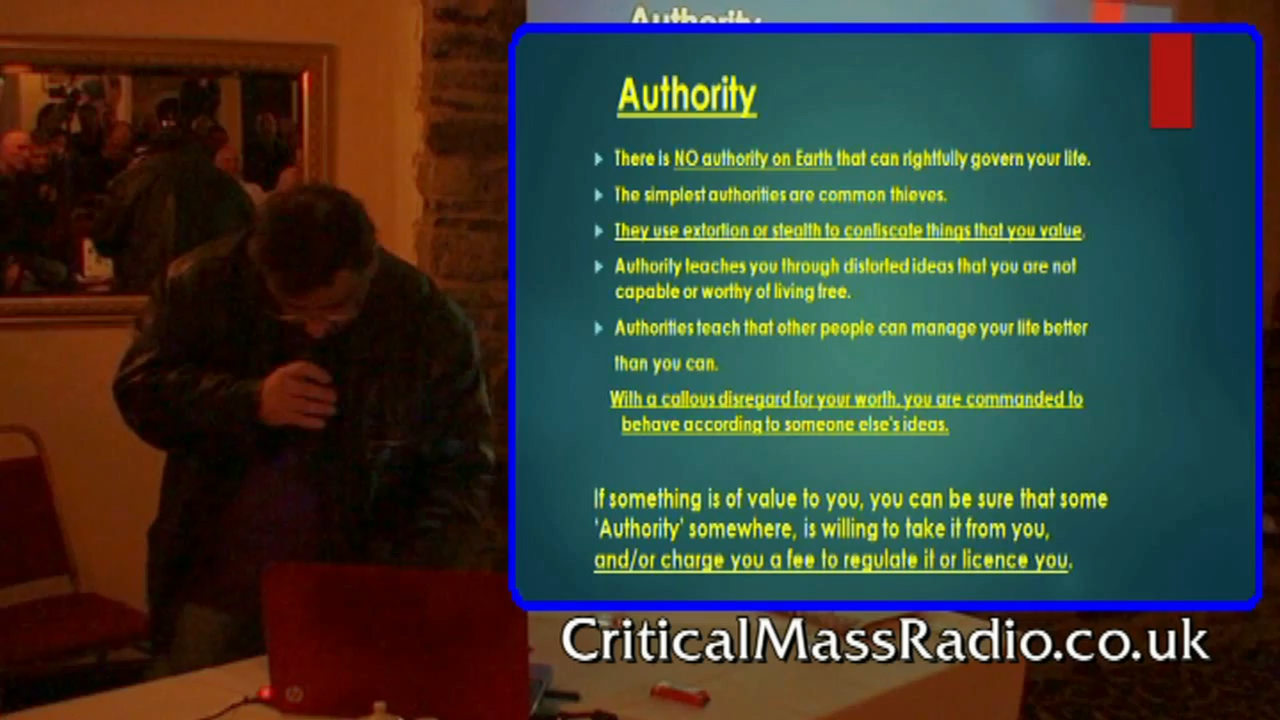 Authority
Authority
There is NO authority on Earth that can rightfully govern your life.
The simplest authorities are common thieves.
They use extortion or stealth to confiscate things that you value.
Authority teaches you through distorted ideas that you are not
capable or worthy of living free.
Authorities teach that other people can manage your life better
than you can.
With a callous disregard for your worth, you are commanded to
behave according to someone else's ideas.
If something is of value to you, you can be sure that some
'Authority' somewhere, is willing to take it from you,
and/or charge you a fee to regulate it or licence you.
CriticalMassRadio.co.uk
hp